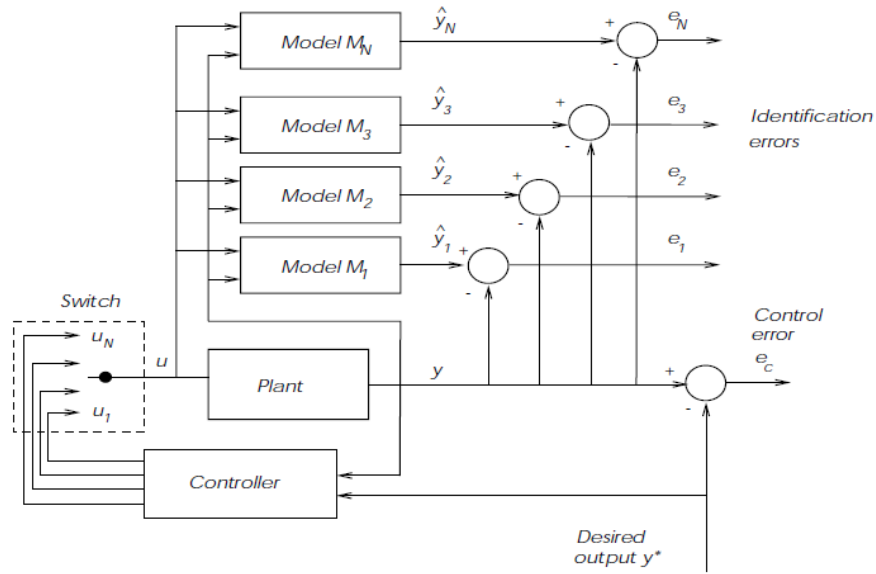 Model M_N
ŷ_N
+
-
e_N
Model M_3
ŷ_3
+
-
e_3
Identification
errors
Model M_2
ŷ_2
+
-
e_2
Model M_1
ŷ_1
+
-
e_1
Switch
u_N
u_1
u
Plant
y
+
-
Control
error
e_c
Controller
Desired
output y*